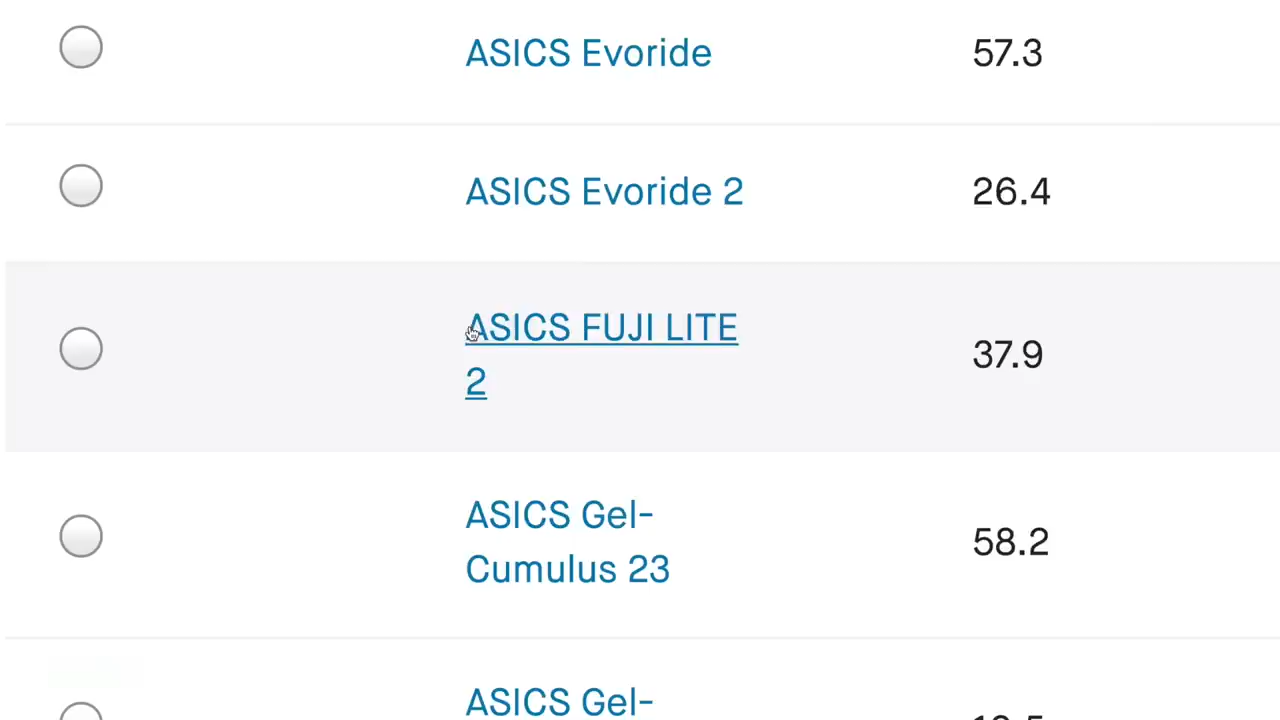 ASICS Evoride 57.3
ASICS Evoride 2 26.4
ASICS FUJI LITE
2
37.9
ASICS Gel-
Cumulus 23
58.2
ASICS Gel-